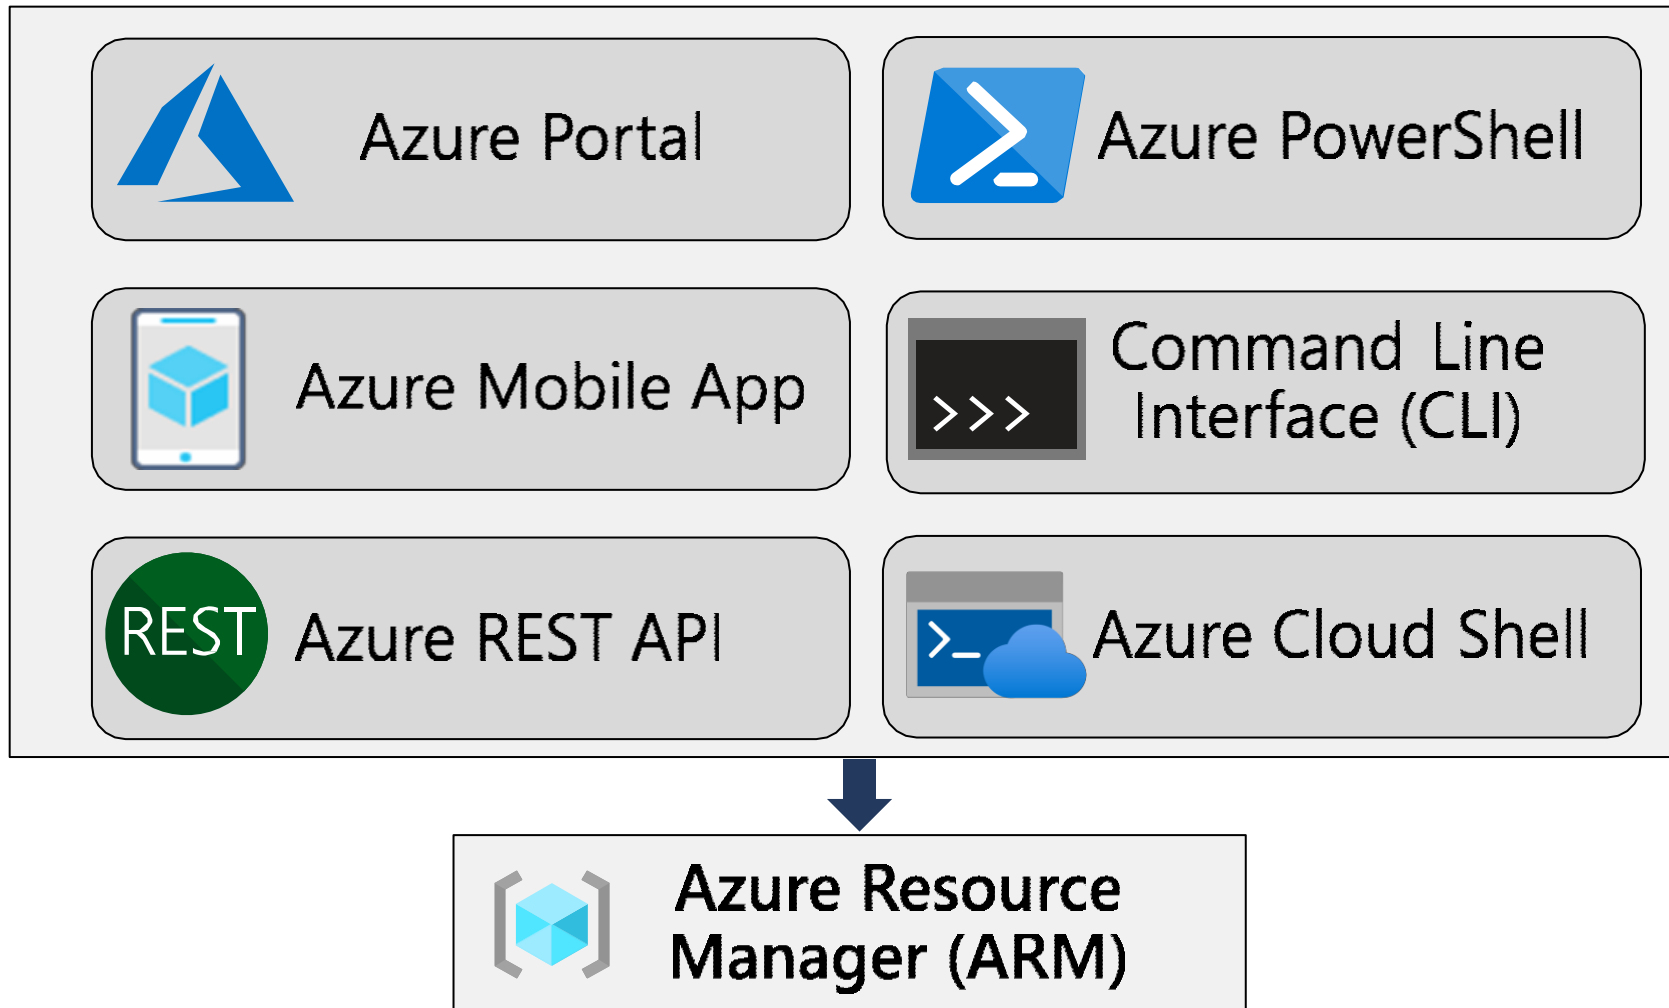 Azure Portal
Azure PowerShell
Azure Mobile App
Command Line
Interface (CLI)
REST
Azure REST API
Azure Cloud Shell
Azure Resource
Manager (ARM)